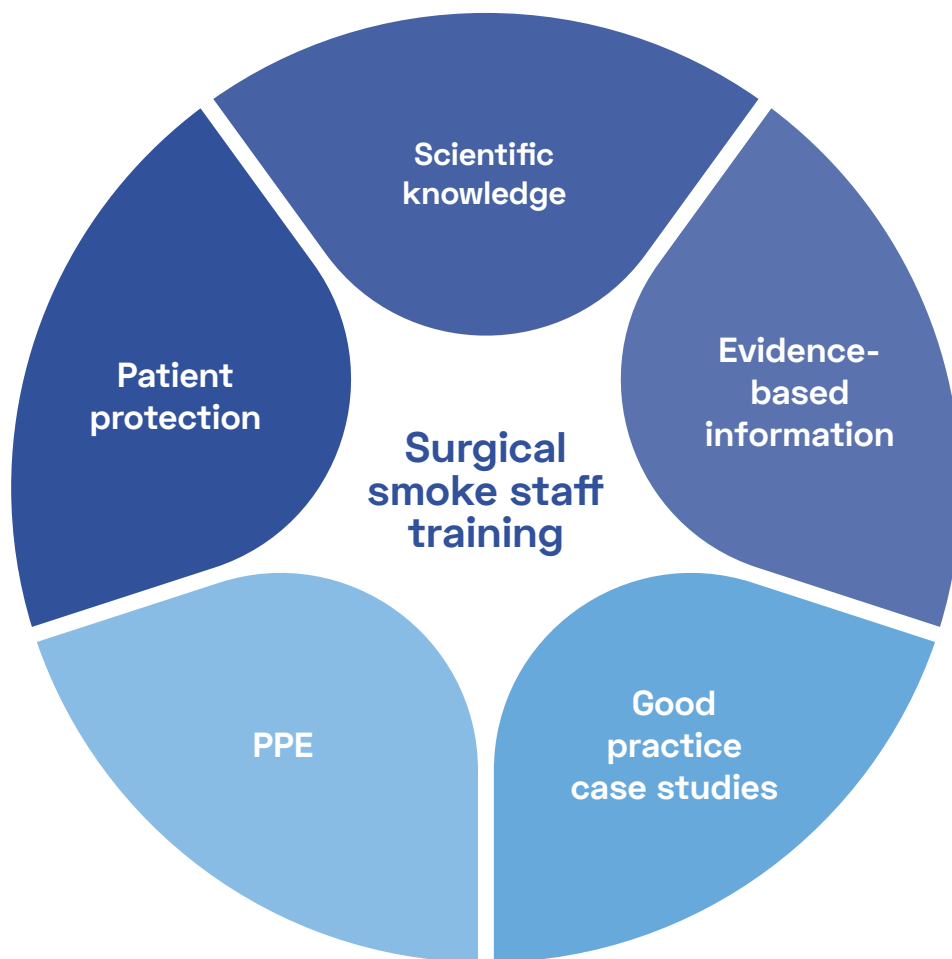 Scientific
knowledge
Evidence-
based
information
Good
practice
case studies
PPE
Patient
protection
Surgical
smoke staff
training